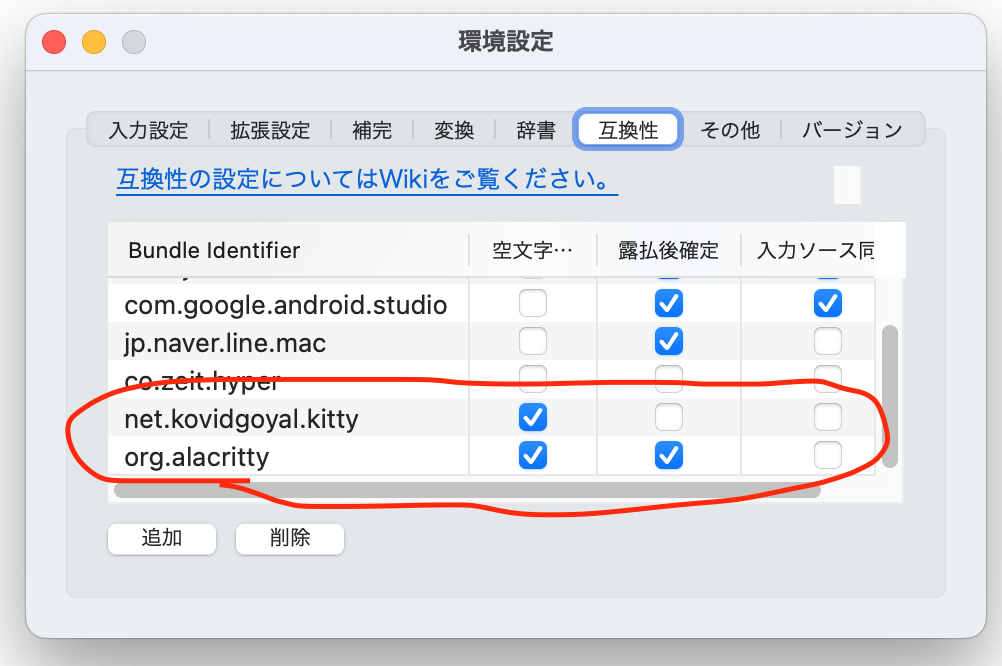 環境設定
入力設定 拡張設定 補完 変換 辞書 互換性 その他 バージョン
互換性の設定についてはWikiをご覧ください。
Bundle Identifier 空文字… 露払後確定 入力ソース同
com.google.android.studio
jp.naver.line.mac
co.zeit.hyper
net.kovidgoyal.kitty
org.alacritty
追加 削除